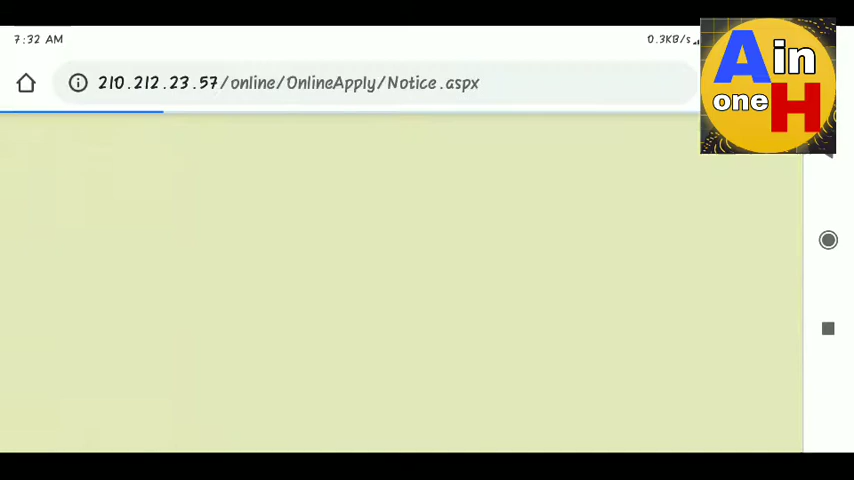 7:32 AM
0.3KB/s
210.212.23.57/online/OnlineApply/Notice.aspx
A in
one H